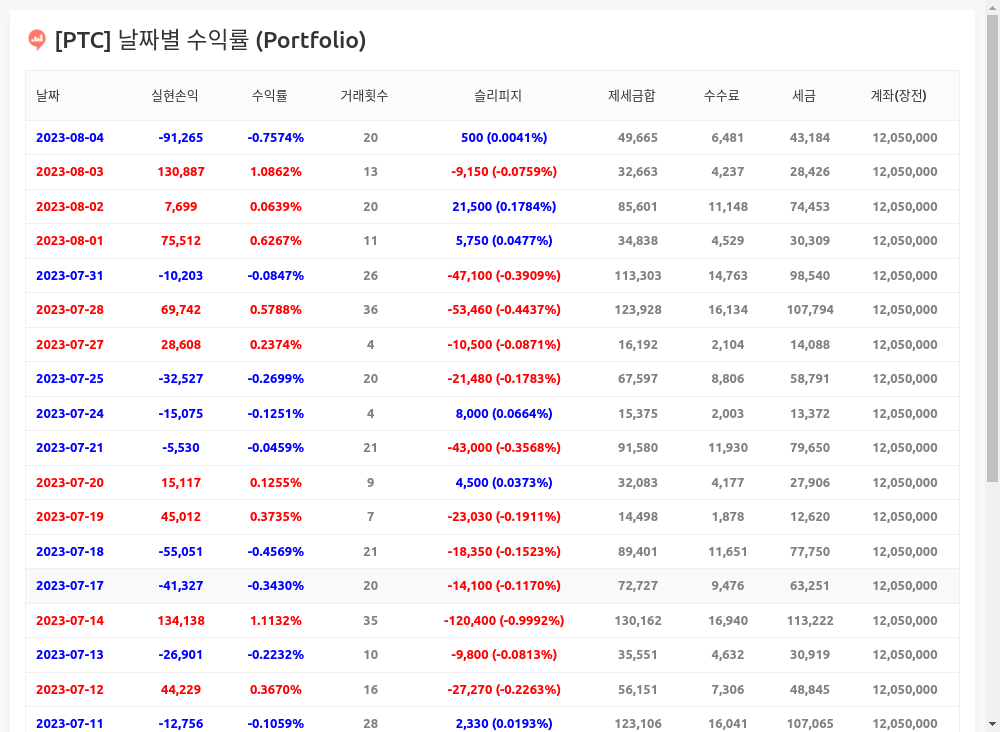 [PTC] 날짜별 수익률 (Portfolio)
날짜 실현손익 수익률 거래횟수 슬리피지 제세금합 수수료 세금 계좌(장전)
2023-08-04 -91,265 -0.7574% 20 500 (0.0041%) 49,665 6,481 43,184 12,050,000
2023-08-03 130,887 1.0862% 13 -9,150 (-0.0759%) 32,663 4,237 28,426 12,050,000
2023-08-02 7,699 0.0639% 20 21,500 (0.1784%) 85,601 11,148 74,453 12,050,000
2023-08-01 75,512 0.6267% 11 5,750 (0.0477%) 34,838 4,529 30,309 12,050,000
2023-07-31 -10,203 -0.0847% 26 -47,100 (-0.3909%) 113,303 14,763 98,540 12,050,000
2023-07-28 69,742 0.5788% 36 -53,460 (-0.4437%) 123,928 16,134 107,794 12,050,000
2023-07-27 28,608 0.2374% 4 -10,500 (-0.0871%) 16,192 2,104 14,088 12,050,000
2023-07-25 -32,527 -0.2699% 20 -21,480 (-0.1783%) 67,597 8,806 58,791 12,050,000
2023-07-24 -15,075 -0.1251% 4 8,000 (0.0664%) 15,375 2,003 13,372 12,050,000
2023-07-21 -5,530 -0.0459% 21 -43,000 (-0.3568%) 91,580 11,930 79,650 12,050,000
2023-07-20 15,117 0.1255% 9 4,500 (0.0373%) 32,083 4,177 27,906 12,050,000
2023-07-19 45,012 0.3735% 7 -23,030 (-0.1911%) 14,498 1,878 12,620 12,050,000
2023-07-18 -55,051 -0.4569% 21 -18,350 (-0.1523%) 89,401 11,651 77,750 12,050,000
2023-07-17 -41,327 -0.3430% 20 -14,100 (-0.1170%) 72,727 9,476 63,251 12,050,000
2023-07-14 134,138 1.1132% 35 -120,400 (-0.9992%) 130,162 16,940 113,222 12,050,000
2023-07-13 -26,901 -0.2232% 10 -9,800 (-0.0813%) 35,551 4,632 30,919 12,050,000
2023-07-12 44,229 0.3670% 16 -27,270 (-0.2263%) 56,151 7,306 48,845 12,050,000
2023-07-11 -12,756 -0.1059% 28 2,330 (0.0193%) 123,106 16,041 107,065 12,050,000